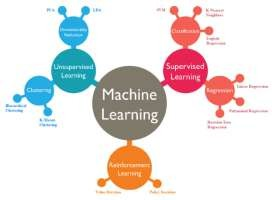 PCA
LDA
Dimensionality
Reduction
SVM
K-Nearest
Neighbors
Classification
Logistic
Regression
Unsupervised
Learning
Supervised
Learning
Clustering
Hierarchical
Clustering
K-Means
Clustering
Machine
Learning
Regression
Linear Regression
Polynomial Regression
Decision Tree
Regression
Reinforcement
Learning
Value Iteration
Policy Iteration